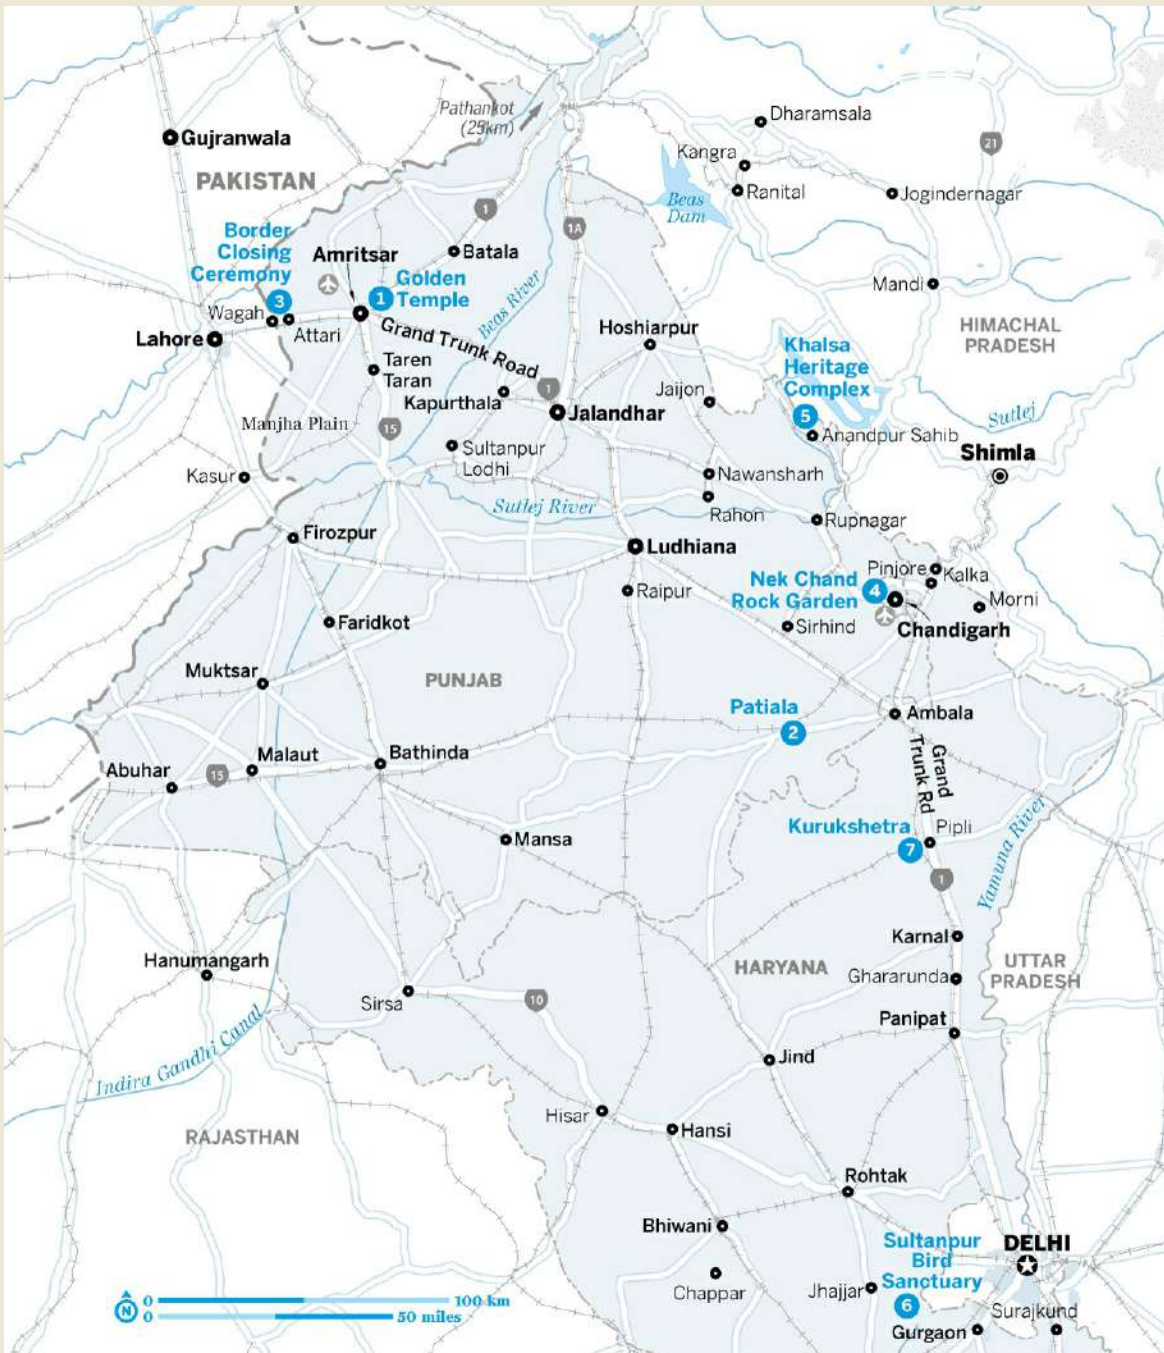 Pathankot
(25km)
Dharamsala
Gujranwala
21
Kangra
PAKISTAN
Ranital
Jogindernagar
Beas
Dam
1
1A
Border
Closing
Ceremony
Amritsar
Batala
Golden
Temple
1
Beas River
Mandi
3
Wagah
Attari
Lahore
Grand Trunk Road
Hoshiarpur
HIMACHAL
PRADESH
Khalsa
Heritage
Complex
5
Taren
Taran
Kapurthala
1
Jaijon
Jalandhar
Manjha Plain
15
Sultanpur
Lodhi
Anandpur Sahib
Sutlej
Shimla
Kasur
Nawansharh
Sutlej River
Rahon
Rupnagar
Firozpur
Ludhiana
Nek Chand
Rock Garden
4
Pinjore
Kalka
Raipur
Morni
Faridkot
Sirhind
Chandigarh
Muktsar
PUNJAB
Patiala
2
Ambala
Bathinda
Malaut
Abuhar
15
Grand
Trunk Rd
Kurukshetra
7
Pipli
Mansa
Yamuna River
1
Karnal
Hanumangarh
HARYANA
Ghararunda
UTTAR
PRADESH
Sirsa
10
Panipat
Indira Gandhi Canal
Jind
Hisar
Hansi
RAJASTHAN
Rohtak
Bhiwani
Sultanpur
Bird
Sanctuary
6
DELHI
Chappar
Jhajjar
Surajkund
Gurgaon
N
0 100 km
0 50 miles